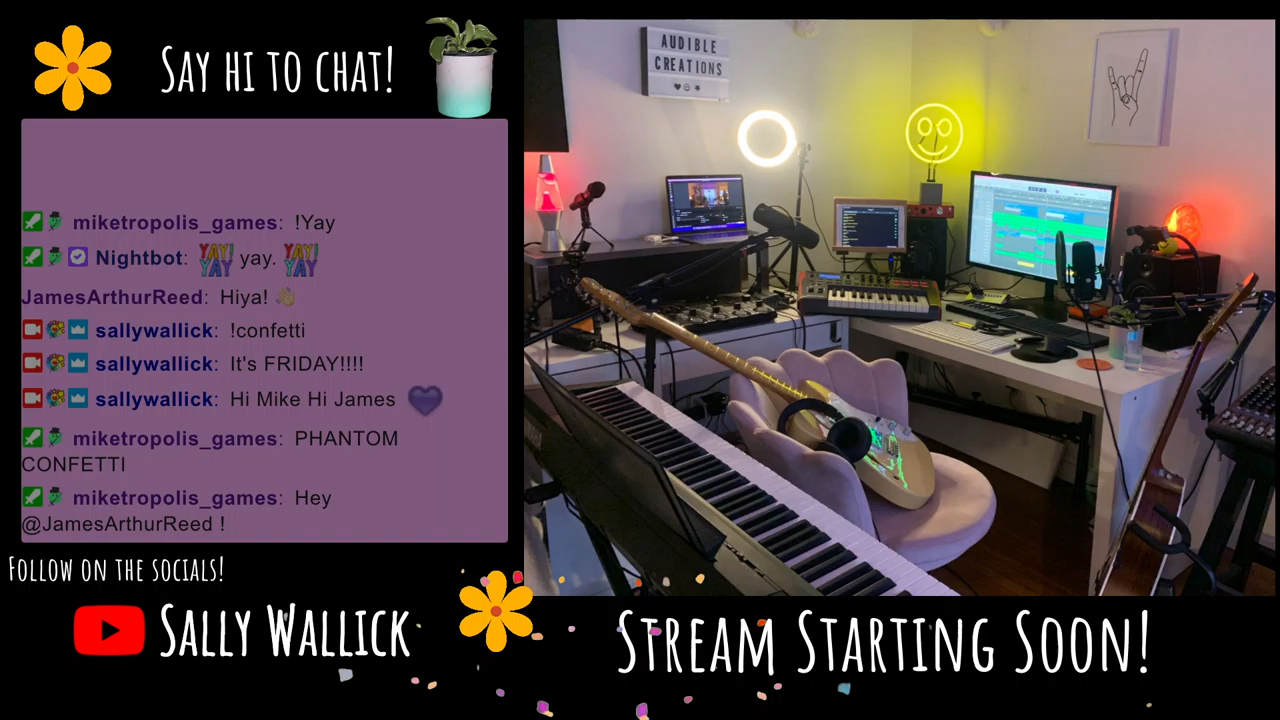 SAY HI TO CHAT!
miketropolis_games: !Yay
Nightbot: YAY! YAY yay. YAY! YAY
JamesArthurReed: Hiya!
sallywallick: !confetti
sallywallick: It's FRIDAY!!!!
sallywallick: Hi Mike Hi James
miketropolis_games: PHANTOM
CONFETTI
miketropolis_games: Hey
@JamesArthurReed !
FOLLOW ON THE SOCIALS!
SALLY WALLICK
AUDIBLE
CREATIONS
STREAM STARTING SOON!